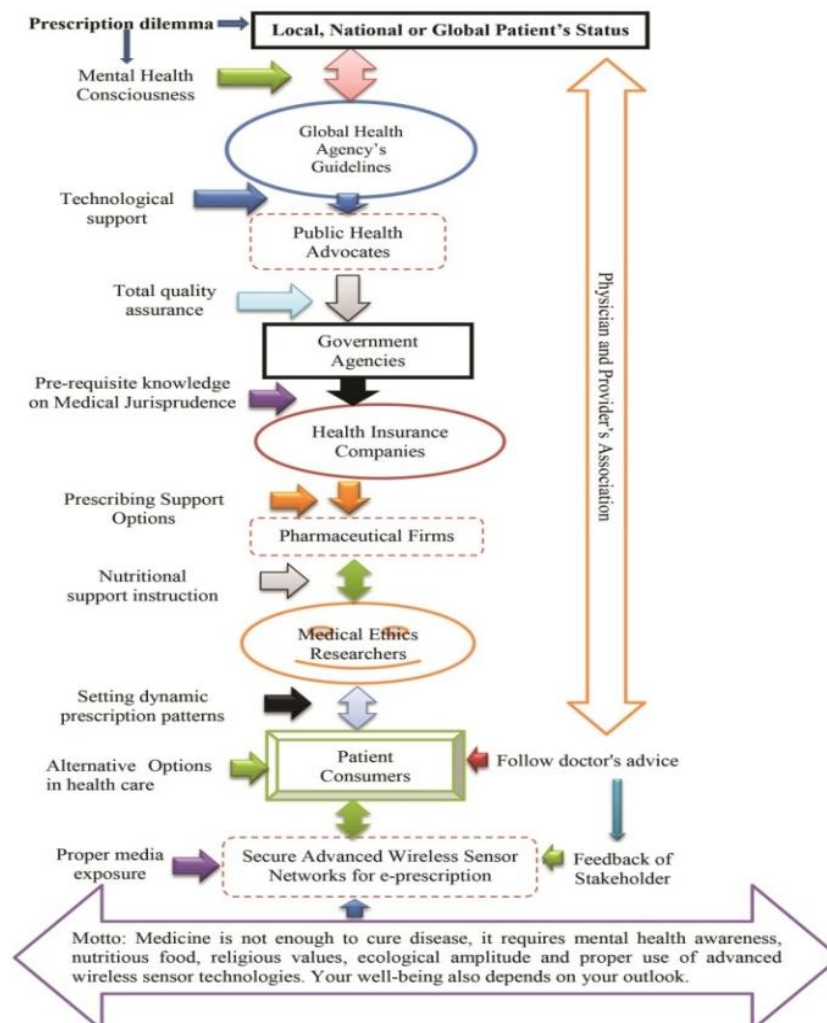 Prescription dilemma
Local, National or Global Patient's Status
Mental Health
Consciousness
Global Health
Agency's
Guidelines
Technological
support
Public Health
Advocates
Total quality
assurance
Government
Agencies
Pre-requisite knowledge
on Medical Jurisprudence
Health Insurance
Companies
Prescribing Support
Options
Pharmaceutical Firms
Nutritional
support instruction
Medical Ethics
Researchers
Setting dynamic
prescription patterns
Patient
Consumers
Alternative Options
in health care
Follow doctor's advice
Physician and Provider's Association
Proper media
exposure
Secure Advanced Wireless Sensor
Networks for e-prescription
Feedback of
Stakeholder
Motto: Medicine is not enough to cure disease, it requires mental health awareness,
nutritious food, religious values, ecological amplitude and proper use of advanced
wireless sensor technologies. Your well-being also depends on your outlook.